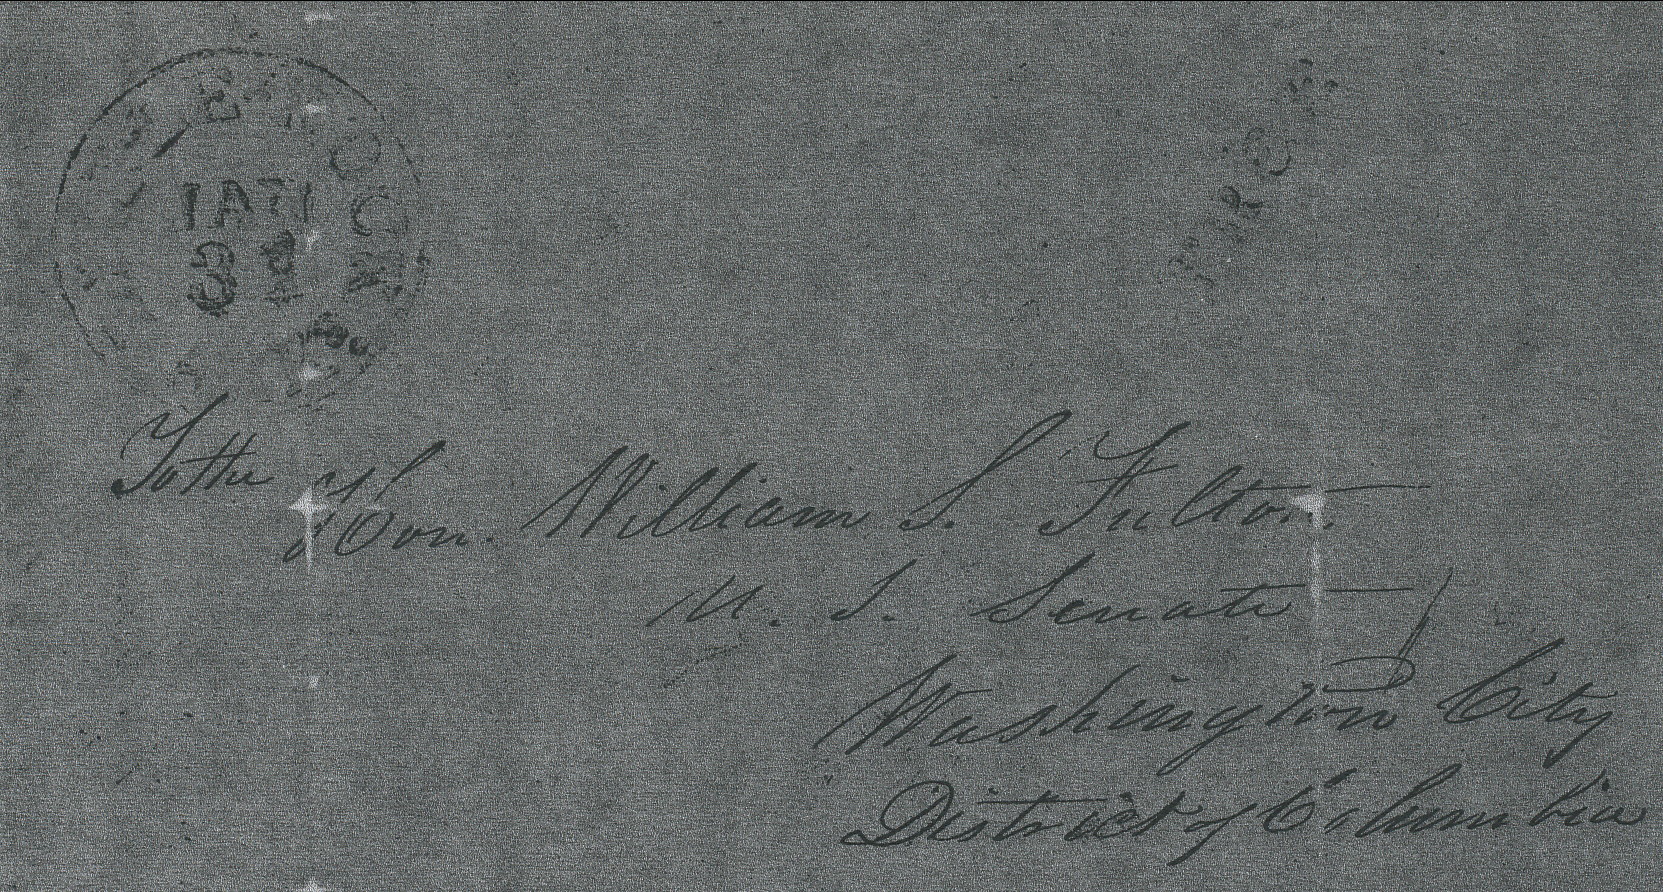 To the
Hon. William S. Fulton.
U. S. Senate
Washington City
District of Columbia